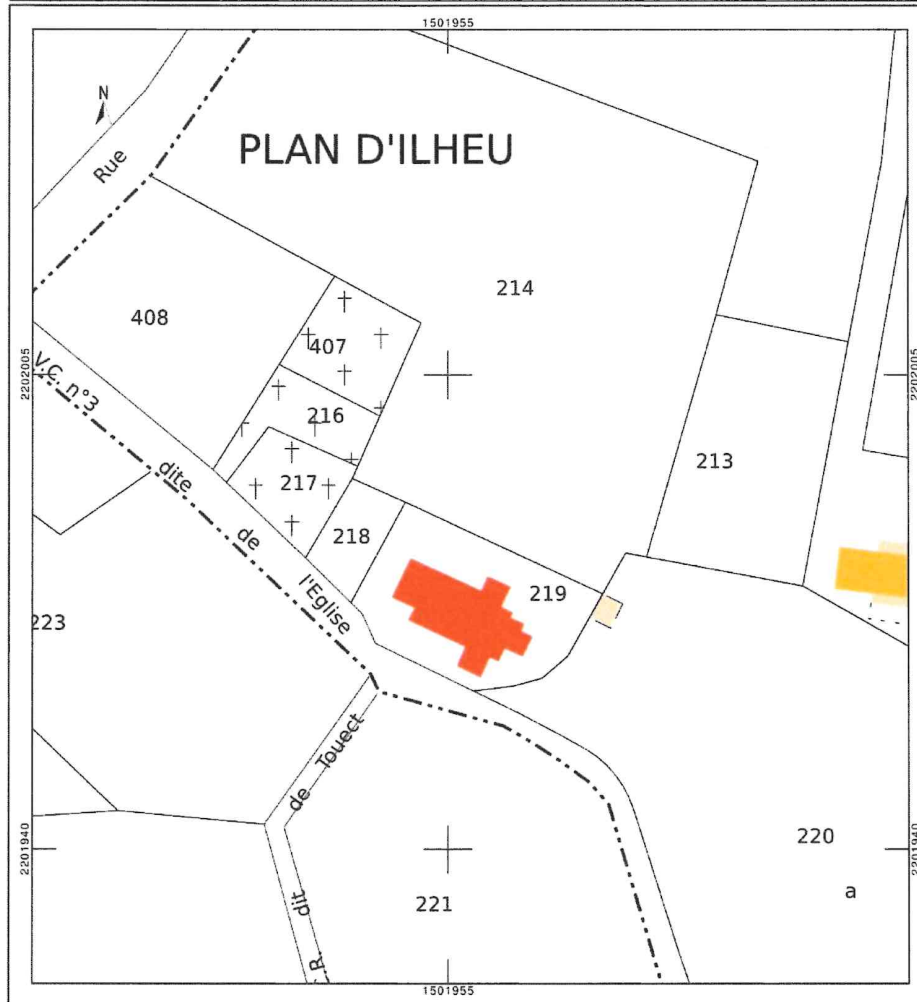 1501955
N
Rue
PLAN D'ILHEU
214
408
407
2202005
2202005
V.C. n°3 dite de l'Eglise
216
213
217
218
219
223
de Touect
220
2201940
2201940
a
221
R. dit
1501955